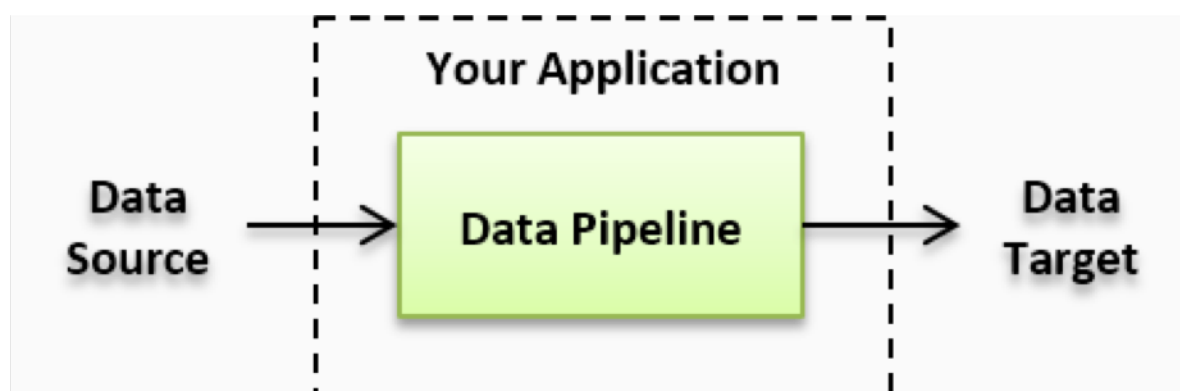 Your Application
Data
Source
Data Pipeline
Data
Target